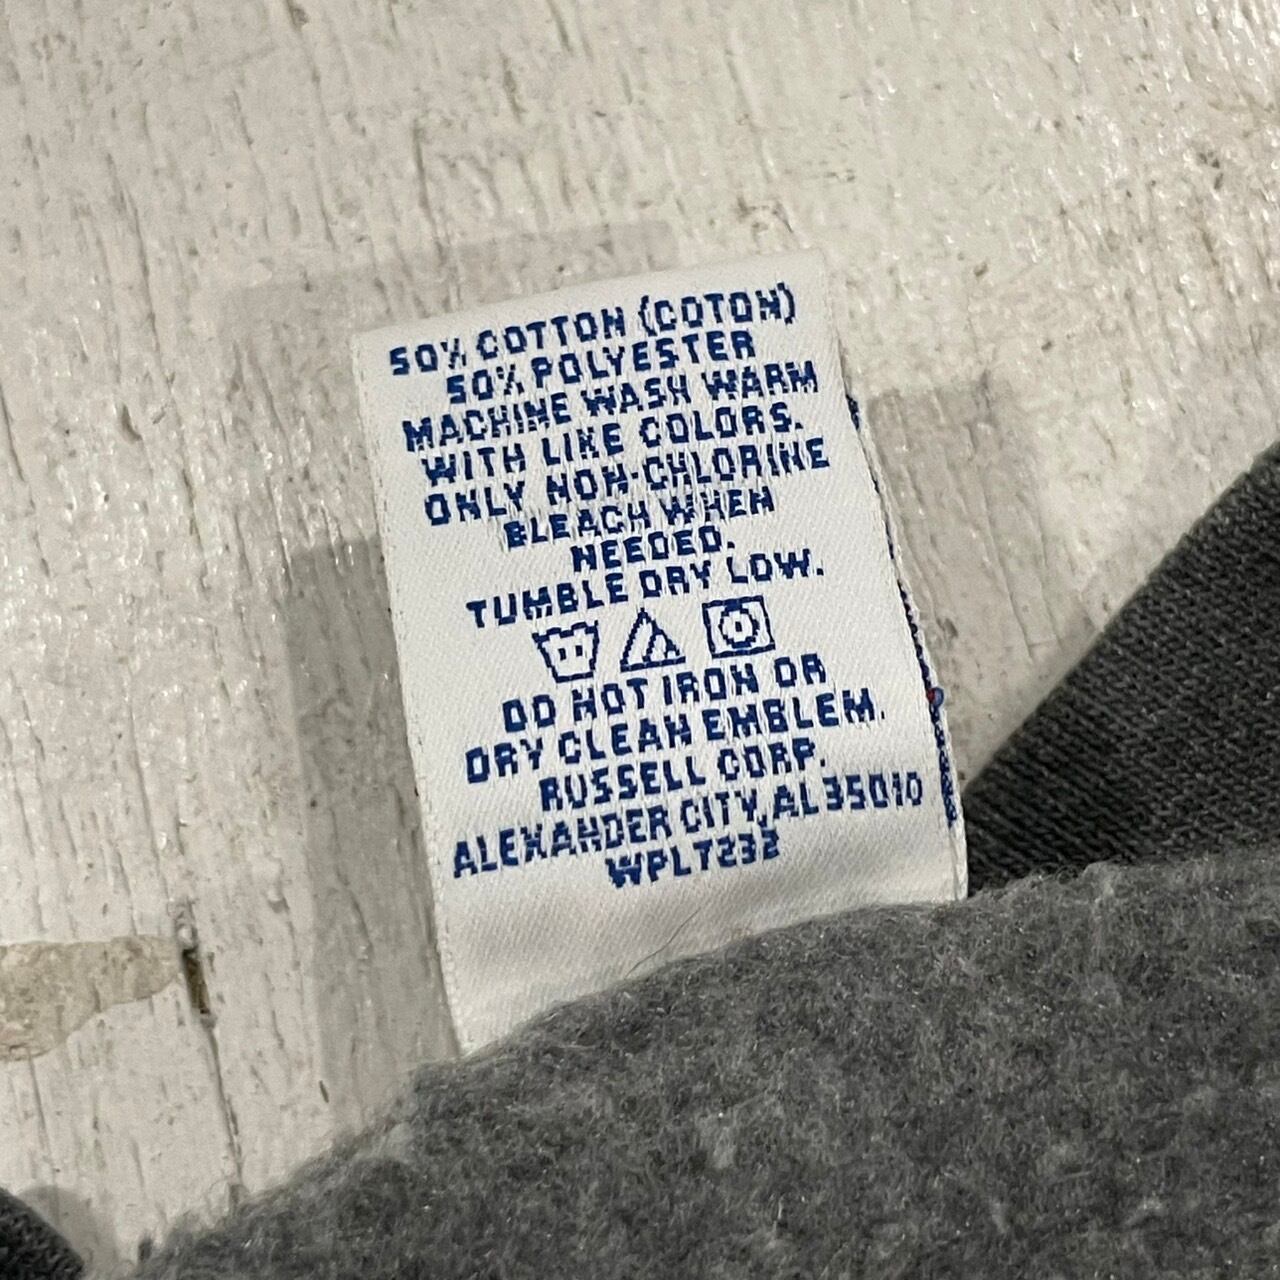 50% COTTON (COTON)
50% POLYESTER
MACHINE WASH WARM
WITH LIKE COLORS.
ONLY NON-CHLORINE
BLEACH WHEN
NEEDED.
TUMBLE DRY LOW.
DO NOT IRON OR
DRY CLEAN EMBLEM.
RUSSELL CORP.
ALEXANDER CITY, AL 35010
WPL7232